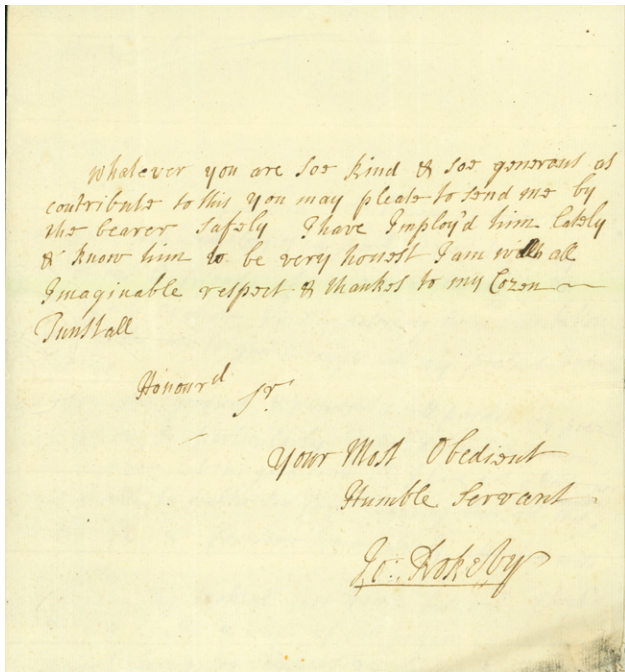 Whatever you are soe kind & soe generous as
contribute to this you may please to send me by
the bearer safely I have Imploy'd him lately
& know him to be very honest I am with all
Imaginable respect & thankes to my Cozen
Tunstall
Honour'd Sr
Your Most Obedient
Humble Servant
Jo: Rokeby